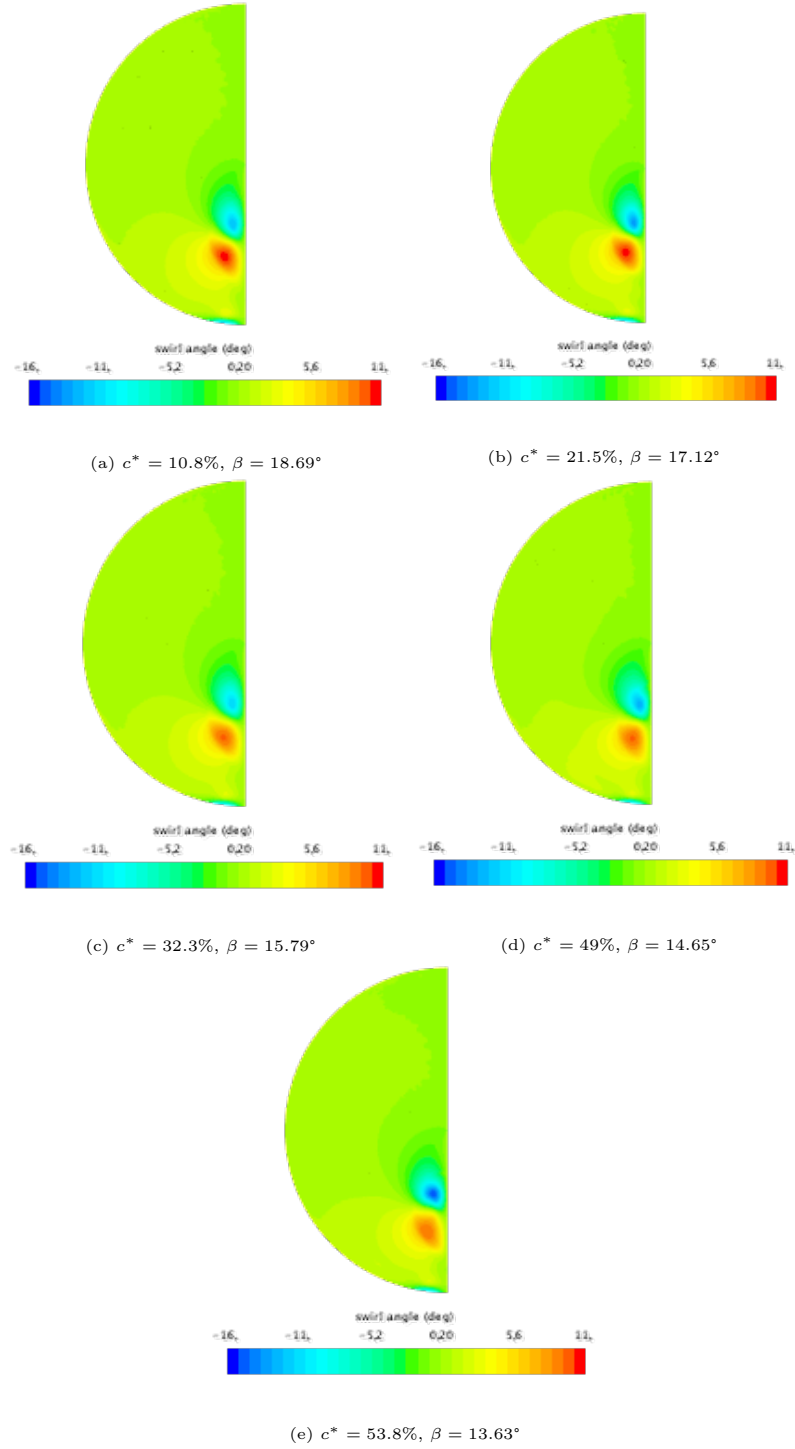 swirl angle (deg)
-16, -11, -5,2 0,20 5,6 11,
(a) c* = 10.8%, β = 18.69°
swirl angle (deg)
-16, -11, -5,2 0,20 5,6 11,
(b) c* = 21.5%, β = 17.12°
swirl angle (deg)
-16, -11, -5,2 0,20 5,6 11,
(c) c* = 32.3%, β = 15.79°
swirl angle (deg)
-16, -11, -5,2 0,20 5,6 11,
(d) c* = 49%, β = 14.65°
swirl angle (deg)
-16, -11, -5,2 0,20 5,6 11,
(e) c* = 53.8%, β = 13.63°